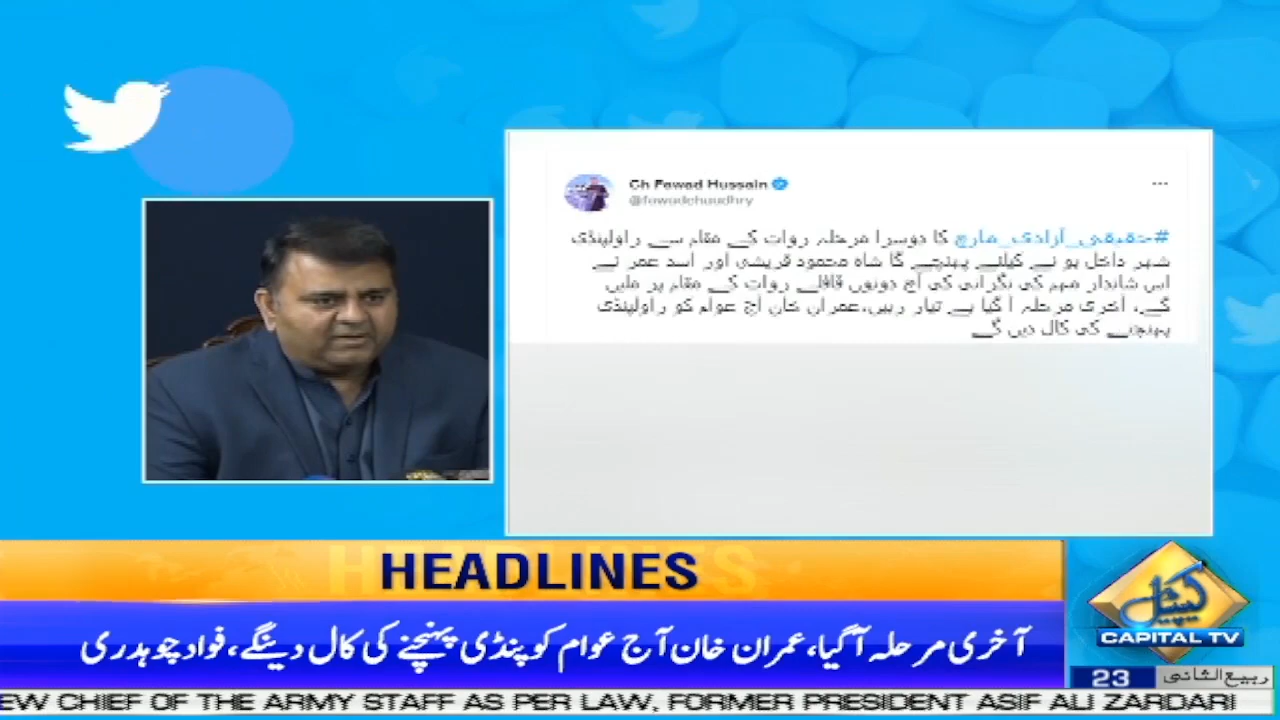 Ch Fawad Hussain
@fawadchaudhry
#حقیقی_آزادی_مارچ کا دوسرا مرحلہ روات کے مقام سے راولپنڈی
شہر داخل ہو نے کیلئے پہنچے گا شاہ محمود قریشی اور اسد عمر نے
اس شاندار مہم کی نگرانی کی آج دونوں قافلے روات کے مقام پر ملیں
گے، آخری مرحلہ آ گیا ہے تیار رہیں،عمران خان آج عوام کو راولپنڈی
پہنچنے کی کال دیں گے
HEADLINES
آخری مرحلہ آگیا، عمران خان آج عوام کو پنڈی پہنچنے کی کال دینگے، فواد چوہدری
کیپیٹل
CAPITAL TV
23 ربیع الثانی
EW CHIEF OF THE ARMY STAFF AS PER LAW, FORMER PRESIDENT ASIF ALI ZARDARI